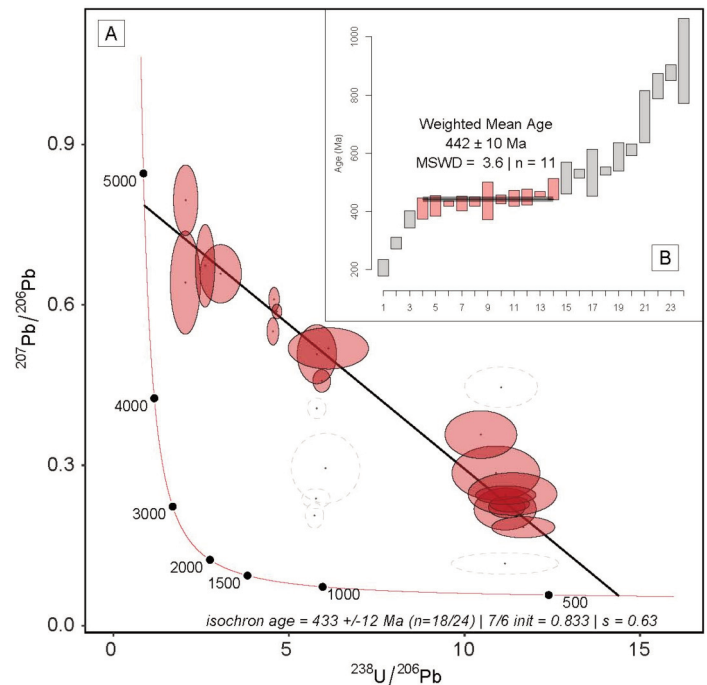 A
B
1000
800
600
400
200
Age (Ma)
Weighted Mean Age
442 ± 10 Ma
MSWD = 3.6 | n = 11
1 3 5 7 9 11 13 15 17 19 21 23
0.9
0.6
0.3
0.0
207Pb/206Pb
5000
4000
3000
2000
1500
1000
500
isochron age = 433 +/-12 Ma (n=18/24) | 7/6 init = 0.833 | s = 0.63
0 5 10 15
238U/206Pb